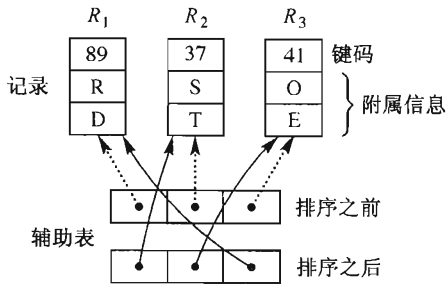 R₁ R₂ R₃
89 37 41 键码
记录 R S O 附属信息
D T E
排序之前
辅助表
排序之后